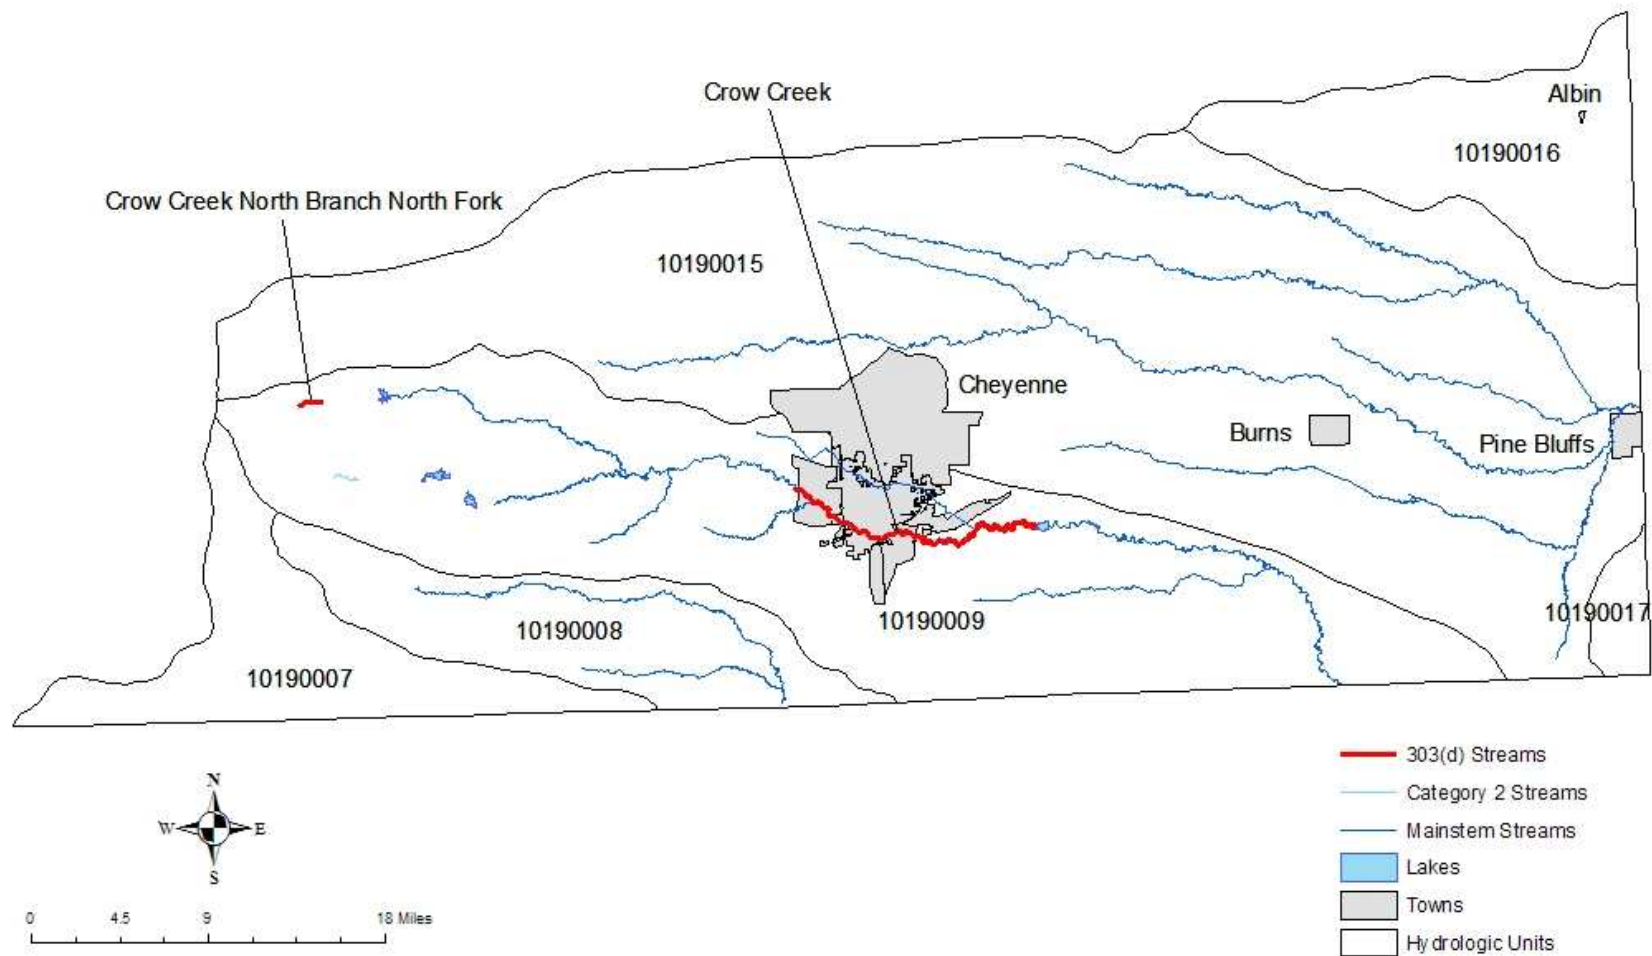 Crow Creek
Albin
10190016
Crow Creek North Branch North Fork
10190015
Cheyenne
Burns
Pine Bluffs
10190017
10190009
10190008
10190007
N
W E
S
0 4.5 9 18 Miles
303(d) Streams
Category 2 Streams
Mainstem Streams
Lakes
Towns
Hydrologic Units